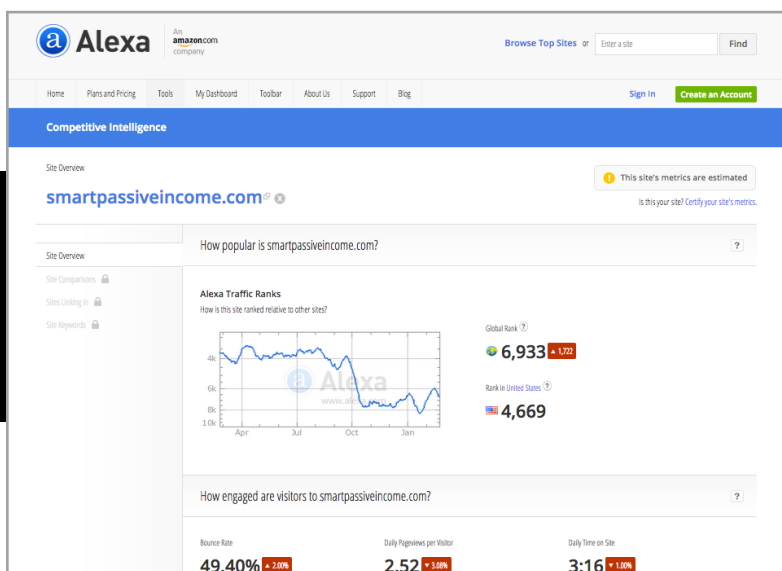 a Alexa
An
amazon.com
company
Browse Top Sites or Enter a site Find
Home Plans and Pricing Tools My Dashboard Toolbar About Us Support Blog Sign In Create an Account
Competitive Intelligence
Site Overview
smartpassiveincome.com
This site's metrics are estimated
Is this your site? Certify your site's metrics.
Site Overview
Site Comparisons
Sites Linking in
Site Keywords
How popular is smartpassiveincome.com? ?
Alexa Traffic Ranks
How is this site ranked relative to other sites?
4k
6k
8k
10k
Apr Jul Oct Jan
a Alexa
www.alexa.com
Global Rank ?
6,933 1,722
Rank in United States ?
4,669
How engaged are visitors to smartpassiveincome.com? ?
Bounce Rate Daily Pageviews per Visitor Daily Time on Site
49.40% 2.00% 2.52 3.08% 3:16 1.00%